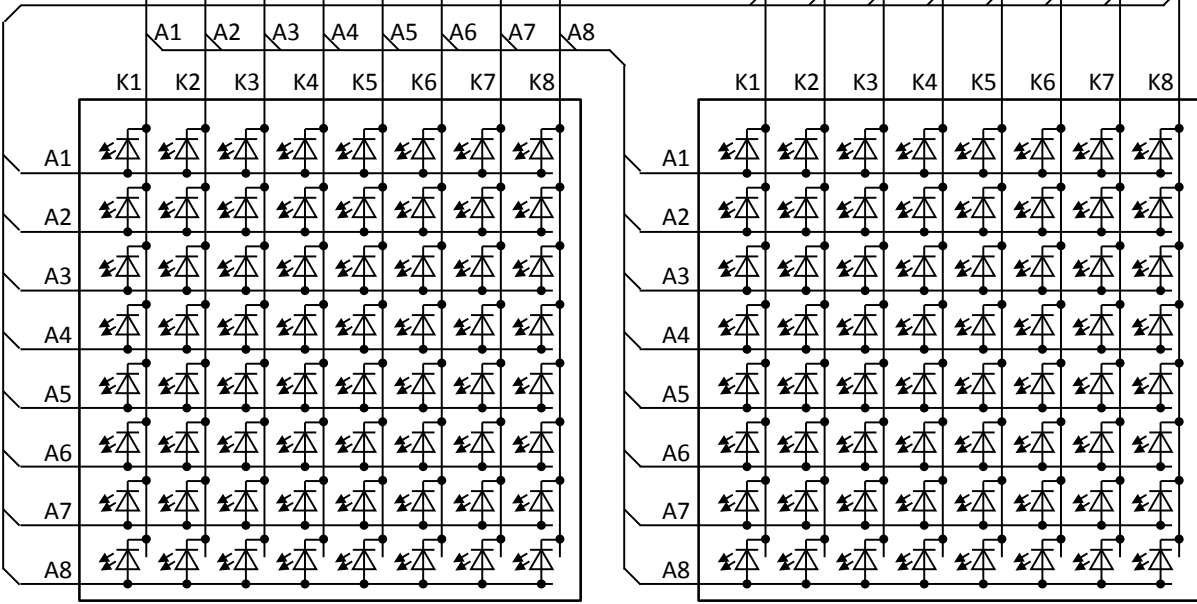 A1 A2 A3 A4 A5 A6 A7 A8
K1 K2 K3 K4 K5 K6 K7 K8 K1 K2 K3 K4 K5 K6 K7 K8
A1 A1
A2 A2
A3 A3
A4 A4
A5 A5
A6 A6
A7 A7
A8 A8